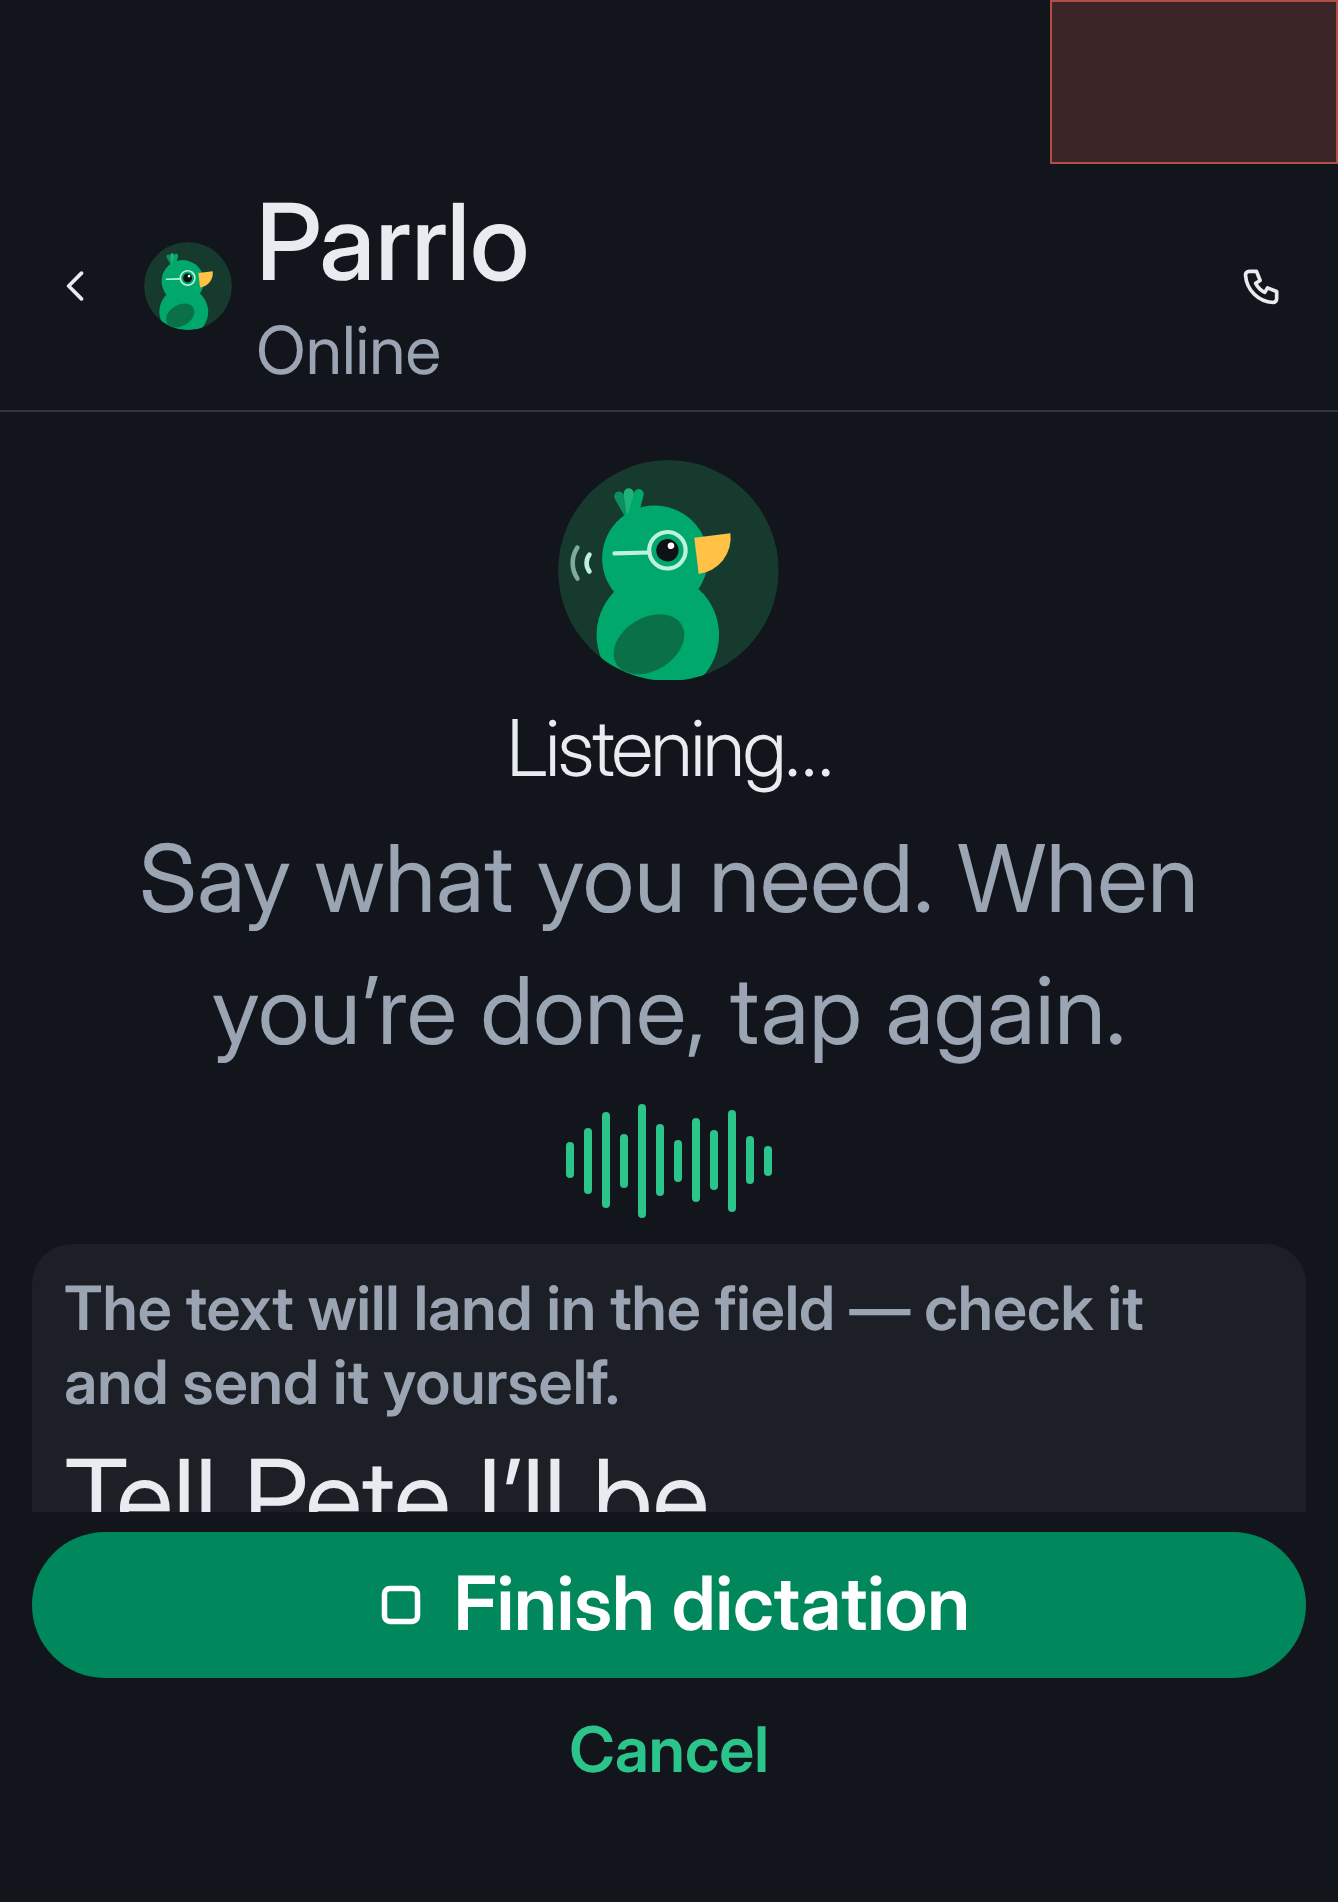 Parrlo
Online
Listening...
Say what you need. When
you’re done, tap again.
The text will land in the field — check it
and send it yourself.
Tell Pete I’ll be
Finish dictation
Cancel